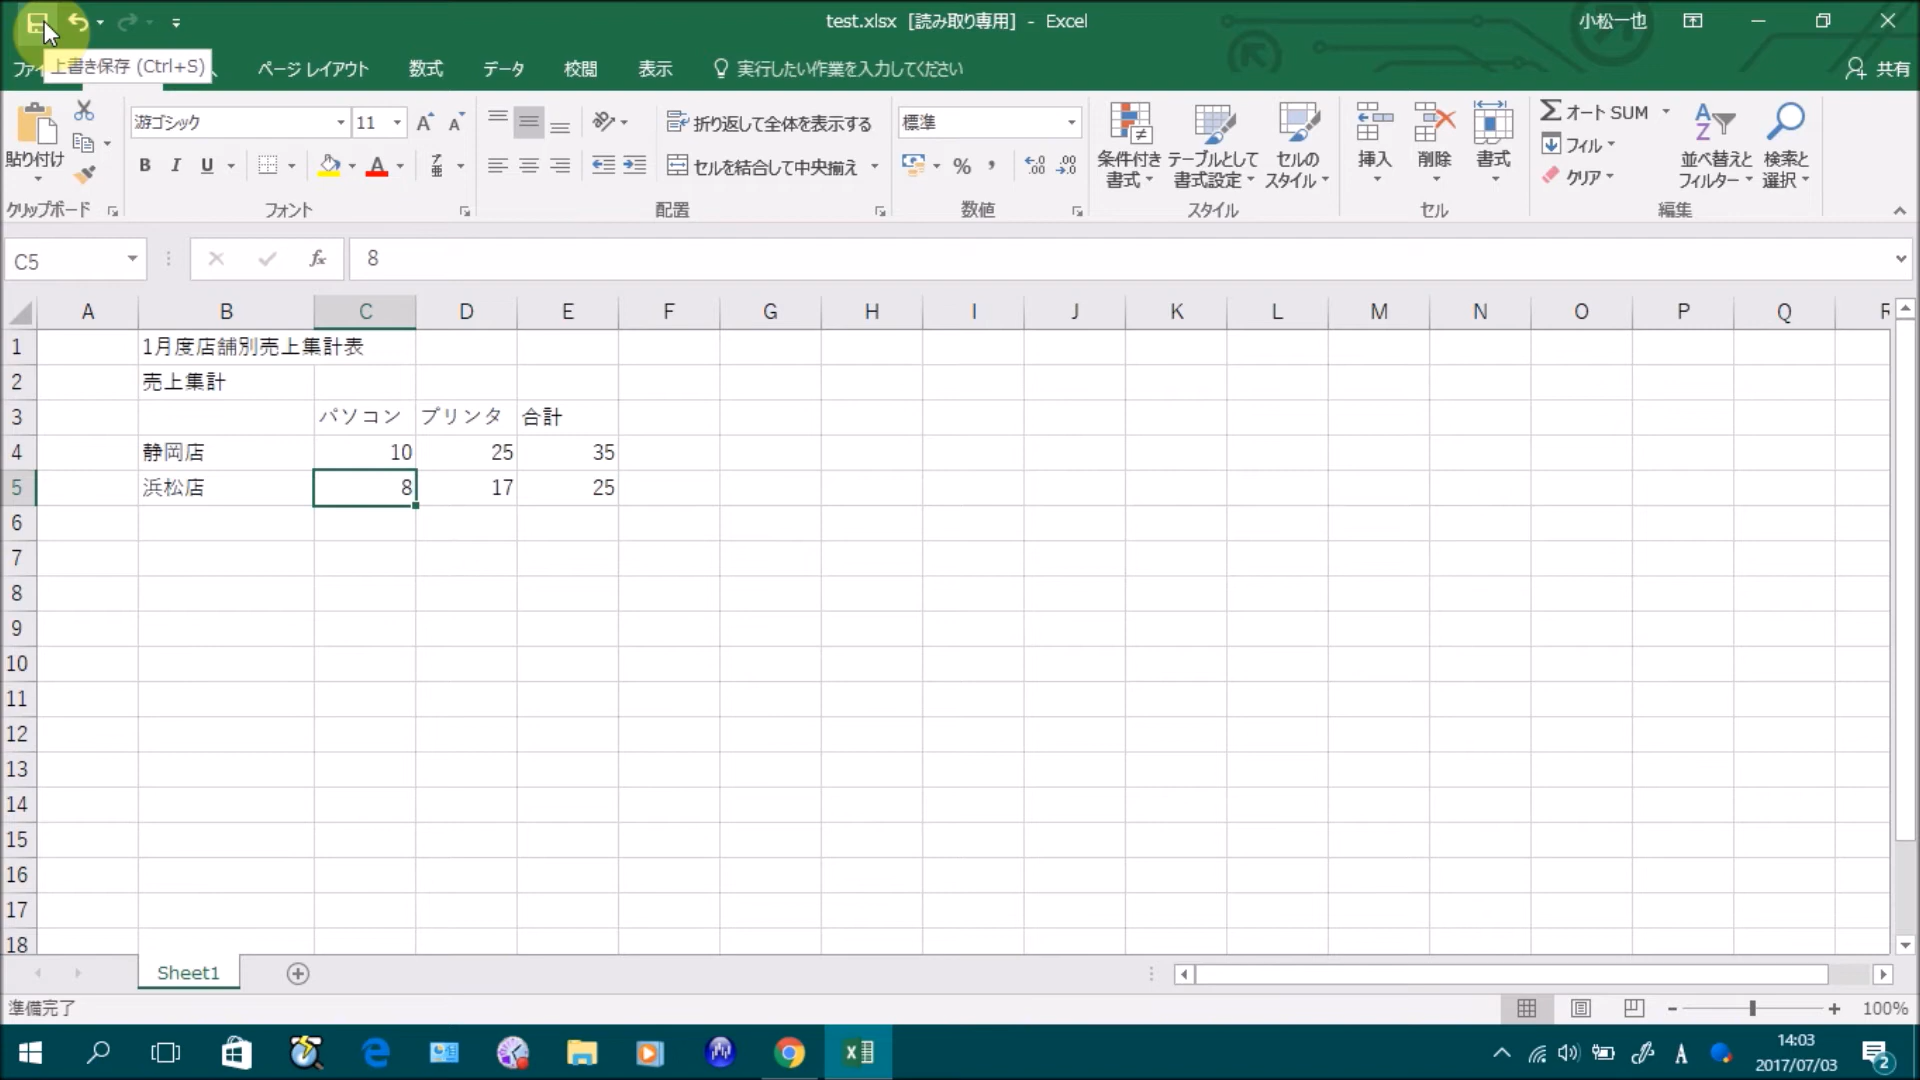 test.xlsx [読み取り専用] - Excel
小松一也
上書き保存 (Ctrl+S)
ページ レイアウト 数式 データ 校閲 表示 実行したい作業を入力してください 共有
貼り付け
游ゴシック 11
B I U
折り返して全体を表示する
セルを結合して中央揃え
標準
% ,
条件付き書式
テーブルとして書式設定
セルのスタイル
挿入 削除 書式
Σ オート SUM
フィル
クリア
並べ替えとフィルター
検索と選択
クリップボード フォント 配置 数値 スタイル セル 編集
C5 fx 8
A B C D E F G H I J K L M N O P Q
1 1月度店舗別売上集計表
2 売上集計
3 パソコン プリンタ 合計
4 静岡店 10 25 35
5 浜松店 8 17 25
6
7
8
9
10
11
12
13
14
15
16
17
18
Sheet1
準備完了 100%
A 14:03
2017/07/03
2